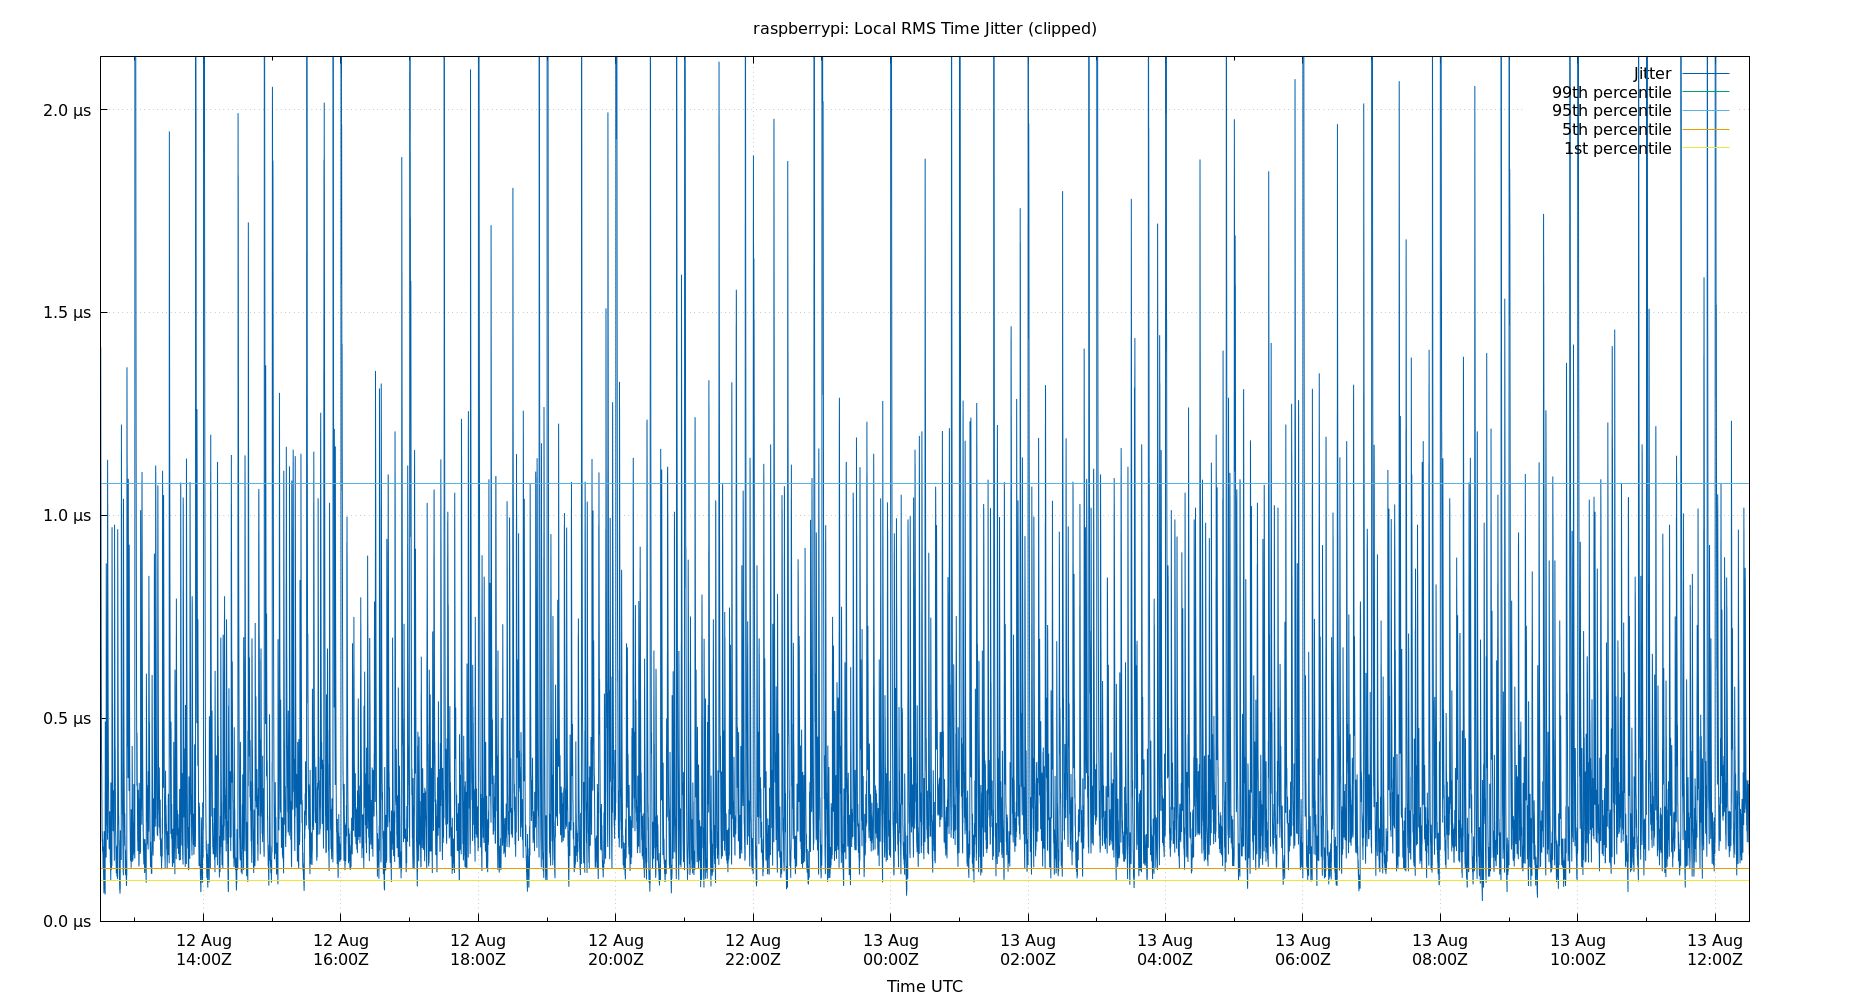 raspberrypi: Local RMS Time Jitter (clipped)
Jitter
99th percentile
95th percentile
5th percentile
1st percentile
2.0 µs
1.5 µs
1.0 µs
0.5 µs
0.0 µs
12 Aug 12 Aug 12 Aug 12 Aug 12 Aug 13 Aug 13 Aug 13 Aug 13 Aug 13 Aug 13 Aug 13 Aug
14:00Z 16:00Z 18:00Z 20:00Z 22:00Z 00:00Z 02:00Z 04:00Z 06:00Z 08:00Z 10:00Z 12:00Z
Time UTC